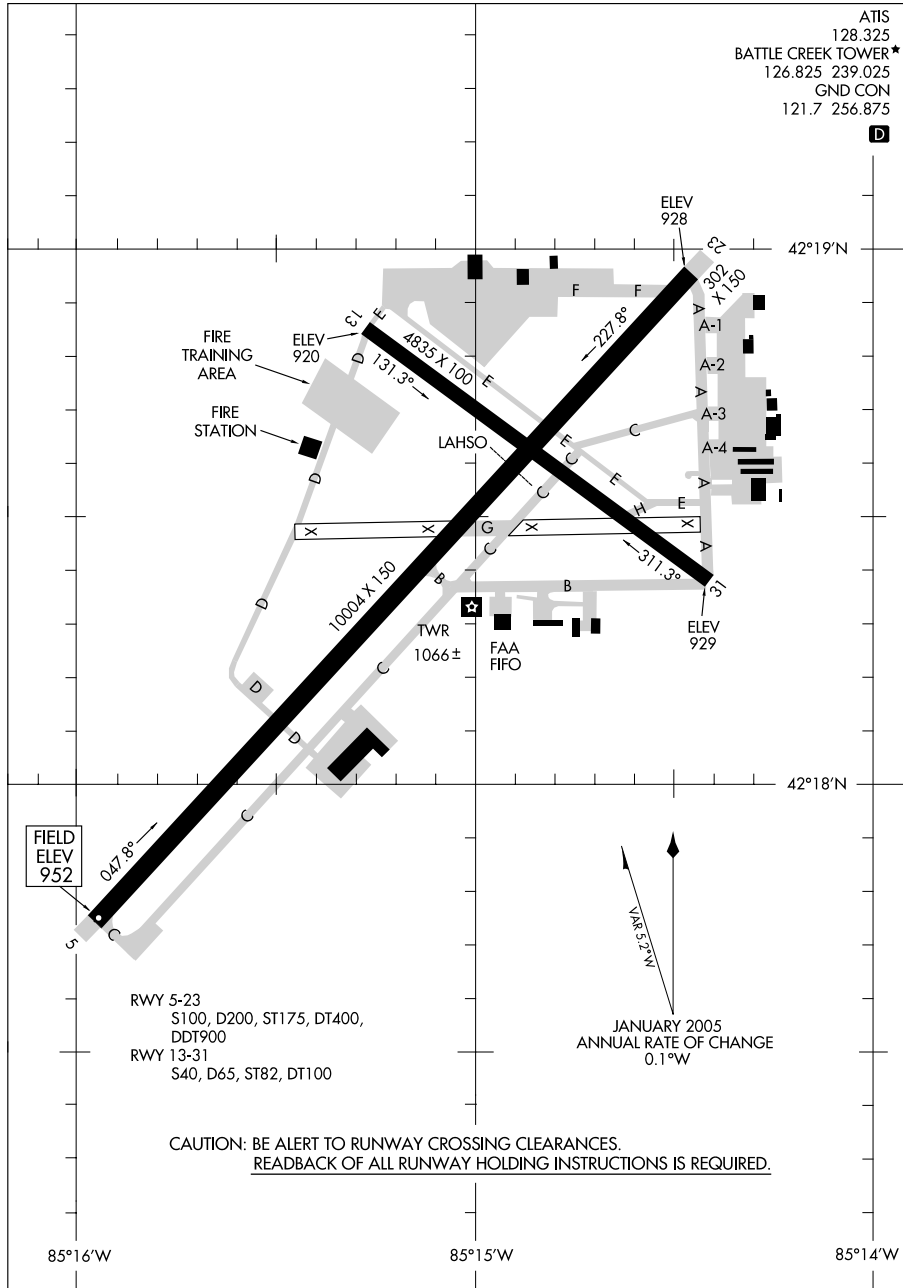 ATIS
128.325
BATTLE CREEK TOWER★
126.825 239.025
GND CON
121.7 256.875
D
ELEV
928
23
42°19'N
302
X 150
F F
A
A-1
227.8°
13
E
ELEV
920
FIRE
TRAINING
AREA
4835 X 100
131.3°
D
E
A-2
A
A-3
FIRE
STATION
C
LAHSO
E
C
A-4
D
E
C
A
H E
X X G X X
C
A
311.3°
B
B
31
10004 X 150
D
TWR
1066±
FAA
FIFO
ELEV
929
C
D
D
42°18'N
C
FIELD
ELEV
952
047.8°
5
C
VAR 5.2°W
RWY 5-23
S100, D200, ST175, DT400,
DDT900
RWY 13-31
S40, D65, ST82, DT100
JANUARY 2005
ANNUAL RATE OF CHANGE
0.1°W
CAUTION: BE ALERT TO RUNWAY CROSSING CLEARANCES.
READBACK OF ALL RUNWAY HOLDING INSTRUCTIONS IS REQUIRED.
85°16'W
85°15'W
85°14'W